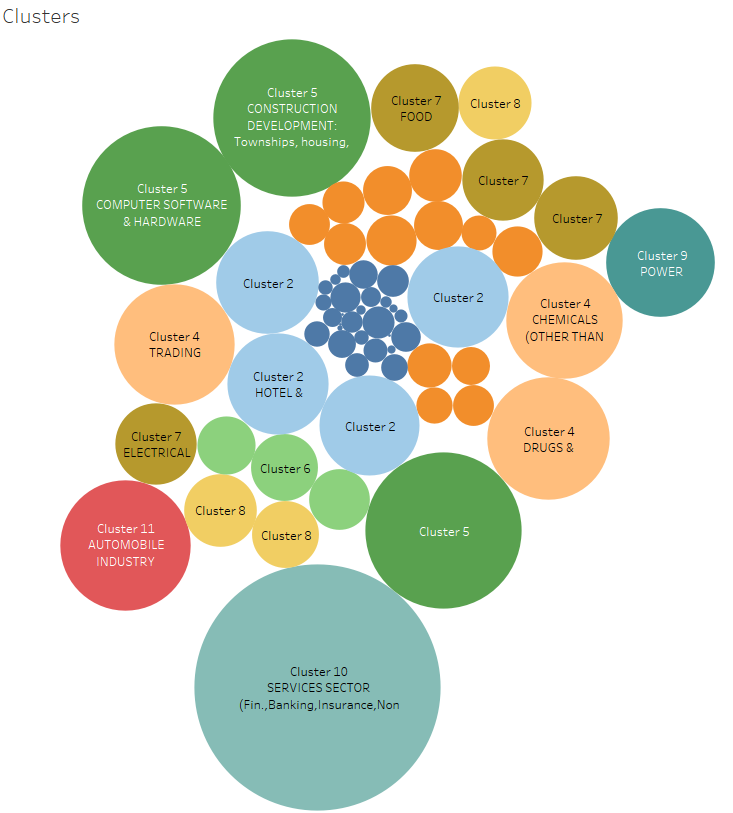 Clusters
Cluster 5
CONSTRUCTION
DEVELOPMENT:
Townships, housing,
Cluster 7
FOOD
Cluster 8
Cluster 7
Cluster 5
COMPUTER SOFTWARE
& HARDWARE
Cluster 7
Cluster 9
POWER
Cluster 2
Cluster 2
Cluster 4
CHEMICALS
(OTHER THAN
Cluster 4
TRADING
Cluster 2
HOTEL &
Cluster 2
Cluster 4
DRUGS &
Cluster 7
ELECTRICAL
Cluster 6
Cluster 8
Cluster 8
Cluster 5
Cluster 11
AUTOMOBILE
INDUSTRY
Cluster 10
SERVICES SECTOR
(Fin.,Banking,Insurance,Non